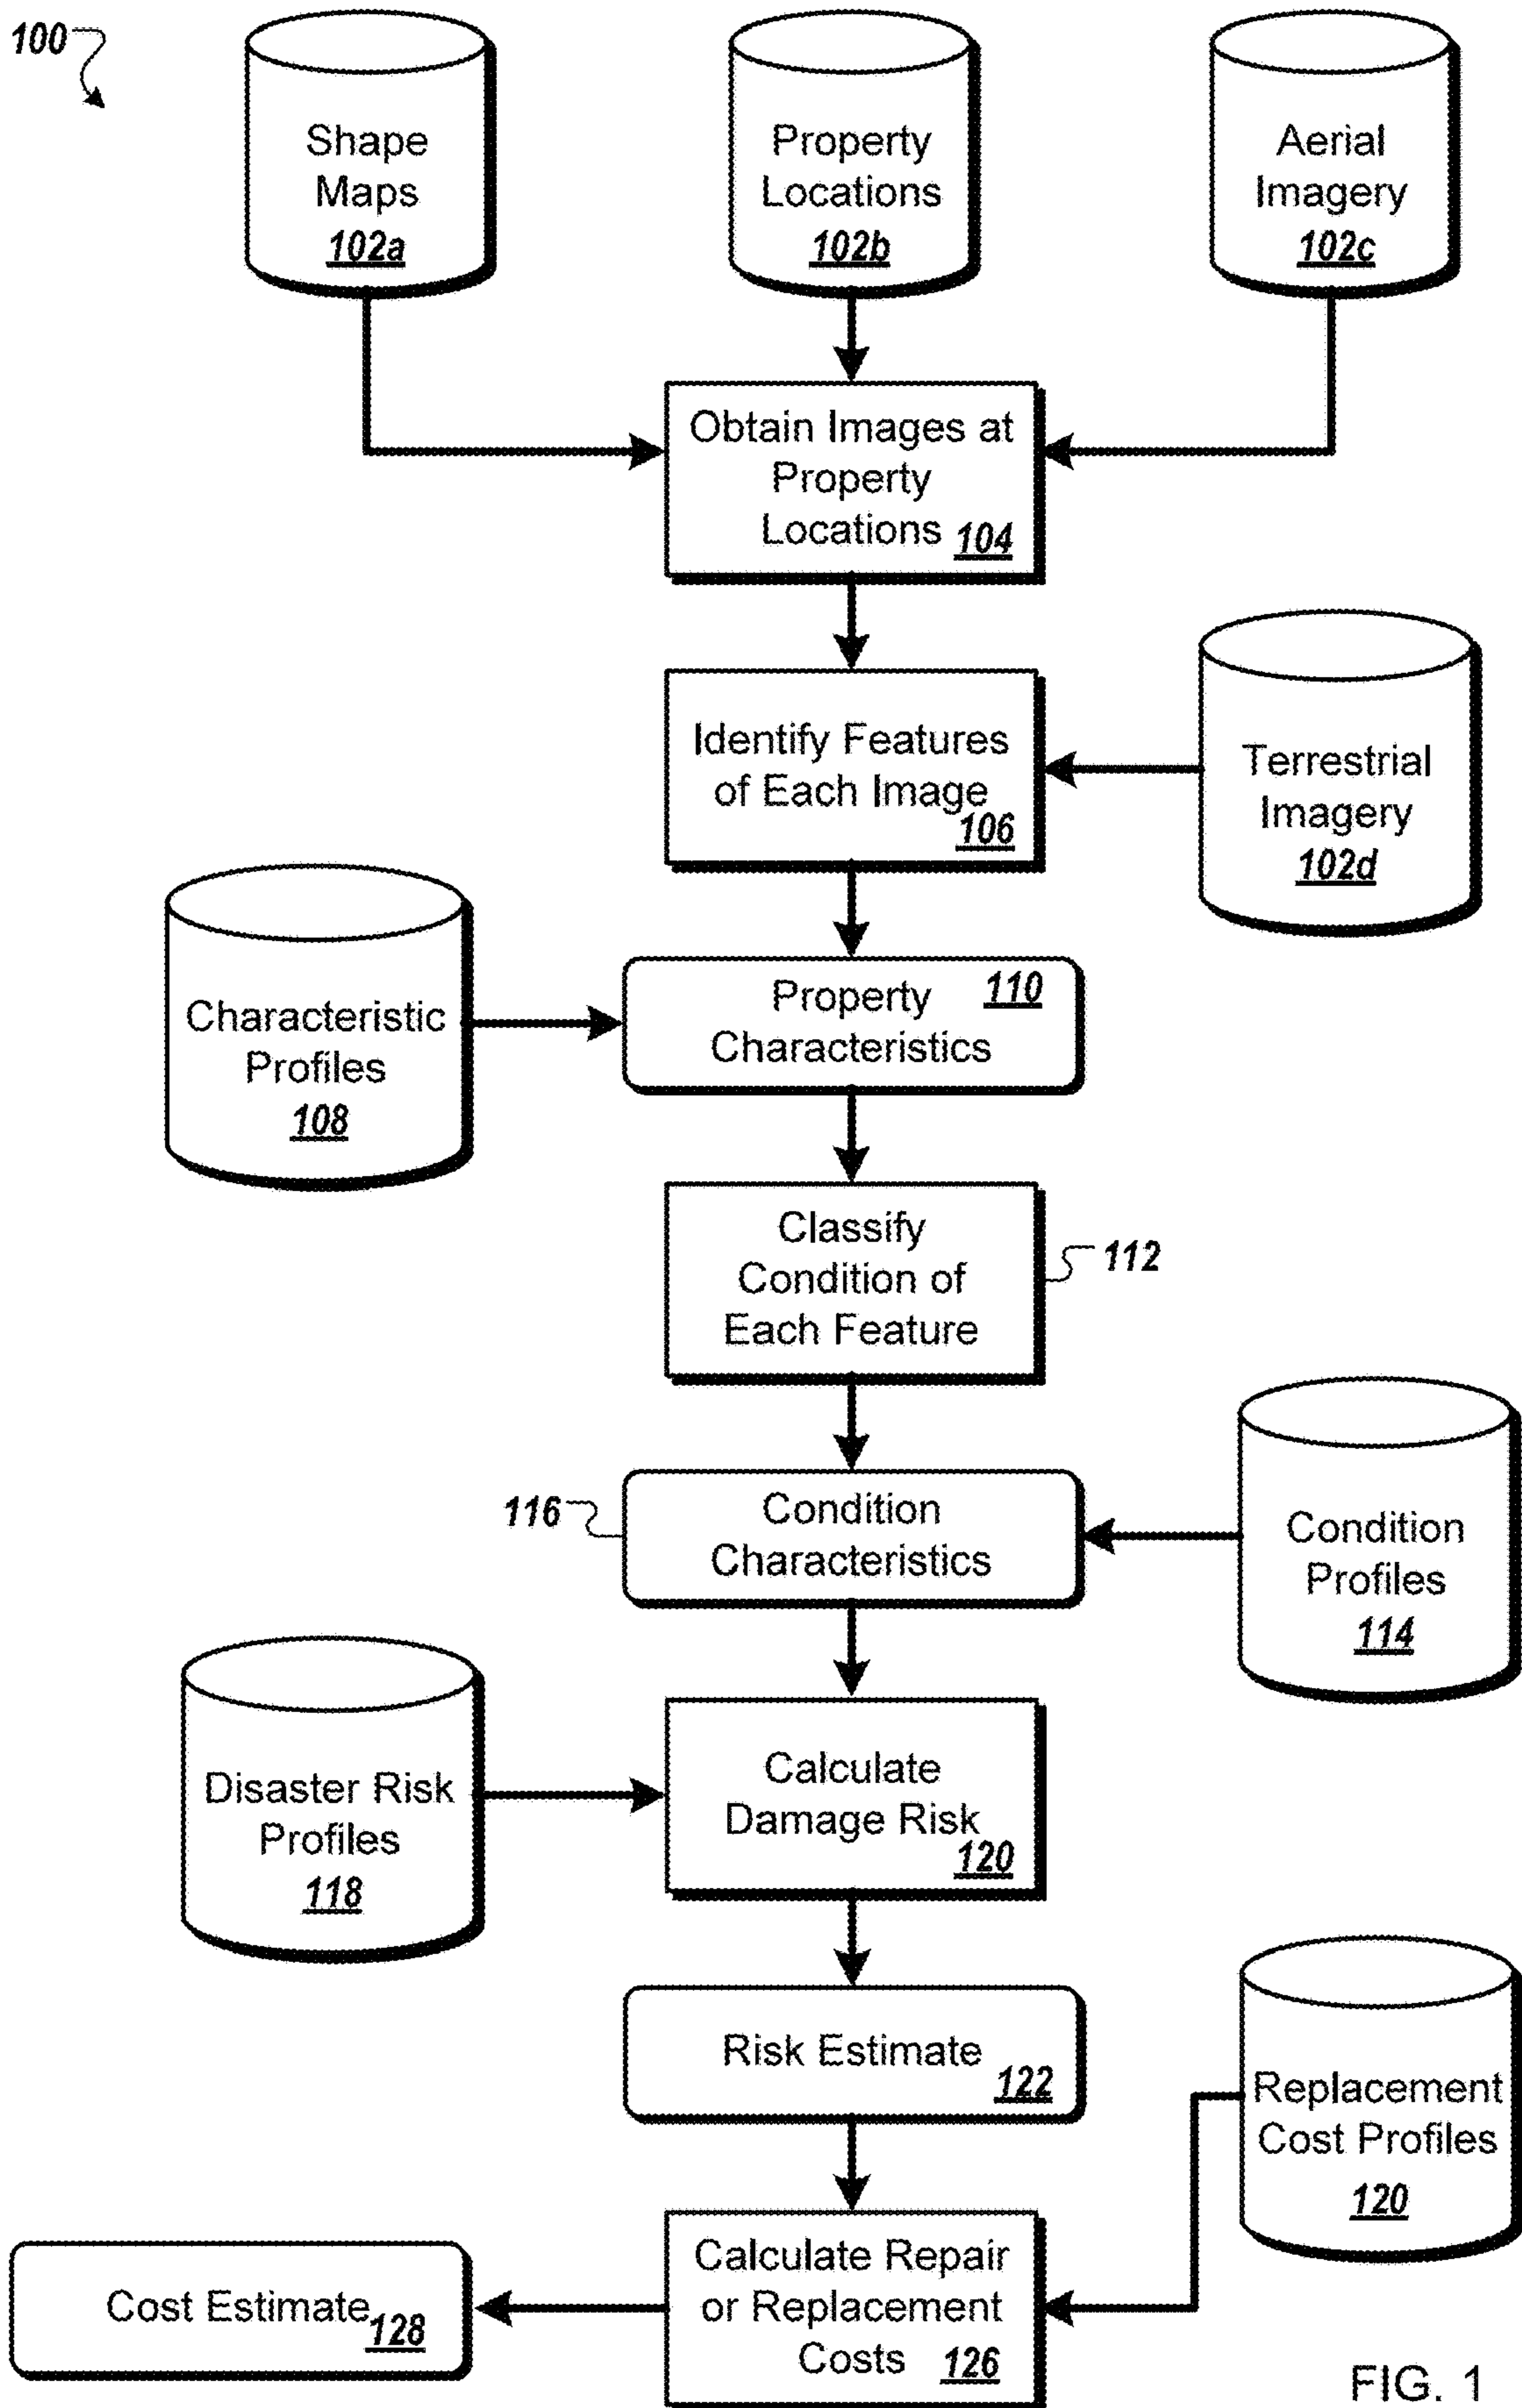 100
Shape
Maps
102a
Property
Locations
102b
Aerial
Imagery
102c
Obtain Images at
Property
Locations 104
Identify Features
of Each Image
106
Terrestrial
Imagery
102d
Characteristic
Profiles
108
Property 110
Characteristics
Classify
Condition of
Each Feature
112
116
Condition
Characteristics
Condition
Profiles
114
Disaster Risk
Profiles
118
Calculate
Damage Risk
120
Risk Estimate
122
Replacement
Cost Profiles
120
Calculate Repair
or Replacement
Costs 126
Cost Estimate
128
FIG. 1